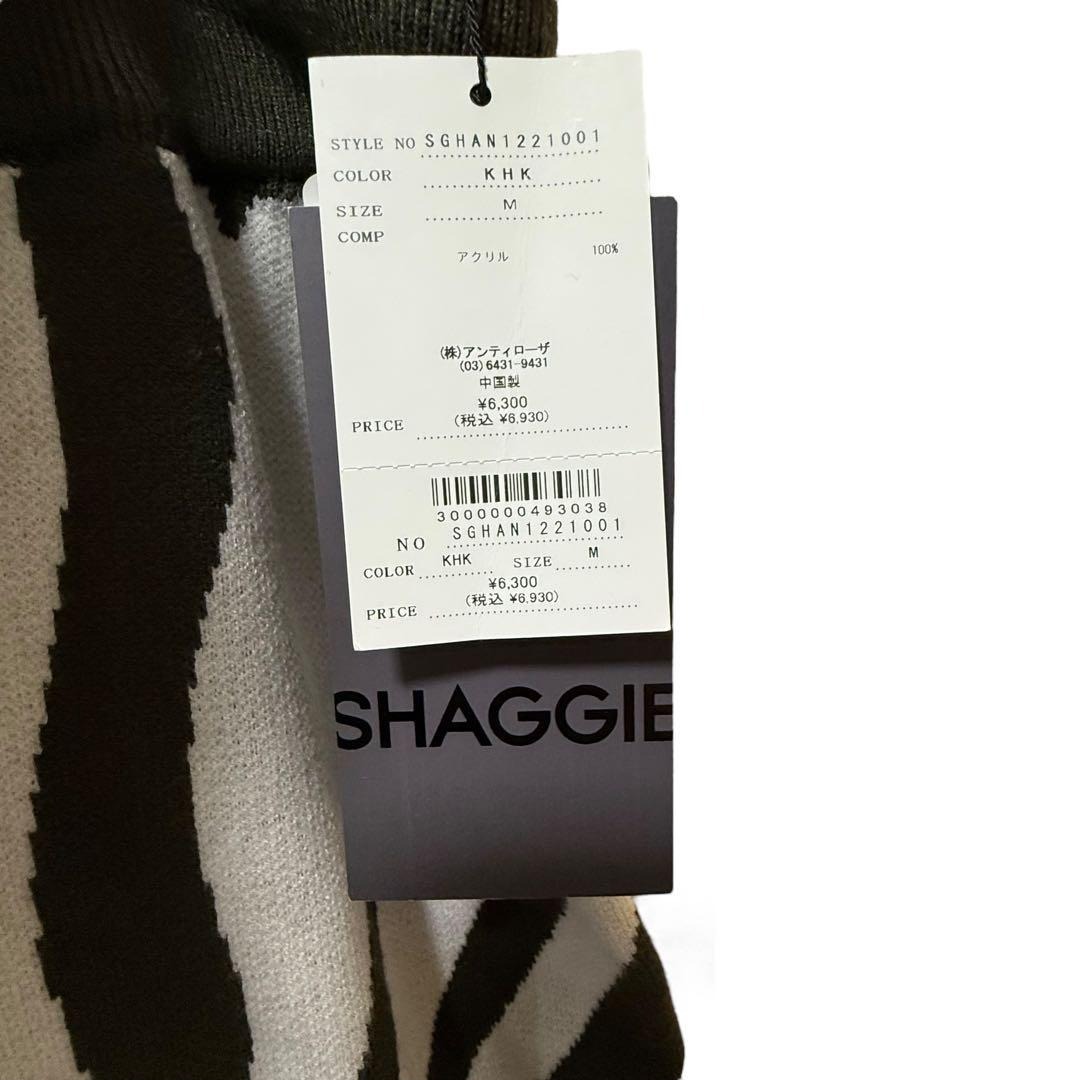 STYLE NO SGHAN1221001
COLOR KHK
SIZE M
COMP
アクリル 100%
(株)アンティローザ
(03)6431-9431
中国製
¥6,300
(税込 ¥6,930)
PRICE
3000000493038
NO SGHAN1221001
COLOR KHK SIZE M
¥6,300
(税込 ¥6,930)
PRICE
SHAGGIE